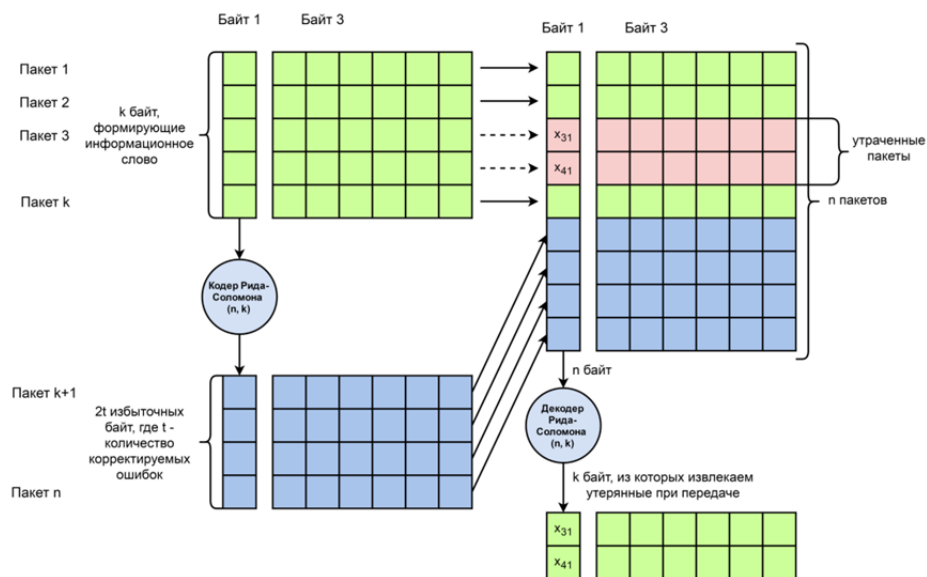 Байт 1
Байт 3
Байт 1
Байт 3
Пакет 1
Пакет 2
Пакет 3
Пакет k
k байт,
формирующие
информационное
слово
x31
x41
утраченные
пакеты
n пакетов
Кодер Рида-
Соломона
(n, k)
n байт
Пакет k+1
Пакет n
2t избыточных
байт, где t -
количество
корректируемых
ошибок
Декодер
Рида-
Соломона
(n, k)
k байт, из которых извлекаем
утерянные при передаче
x31
x41